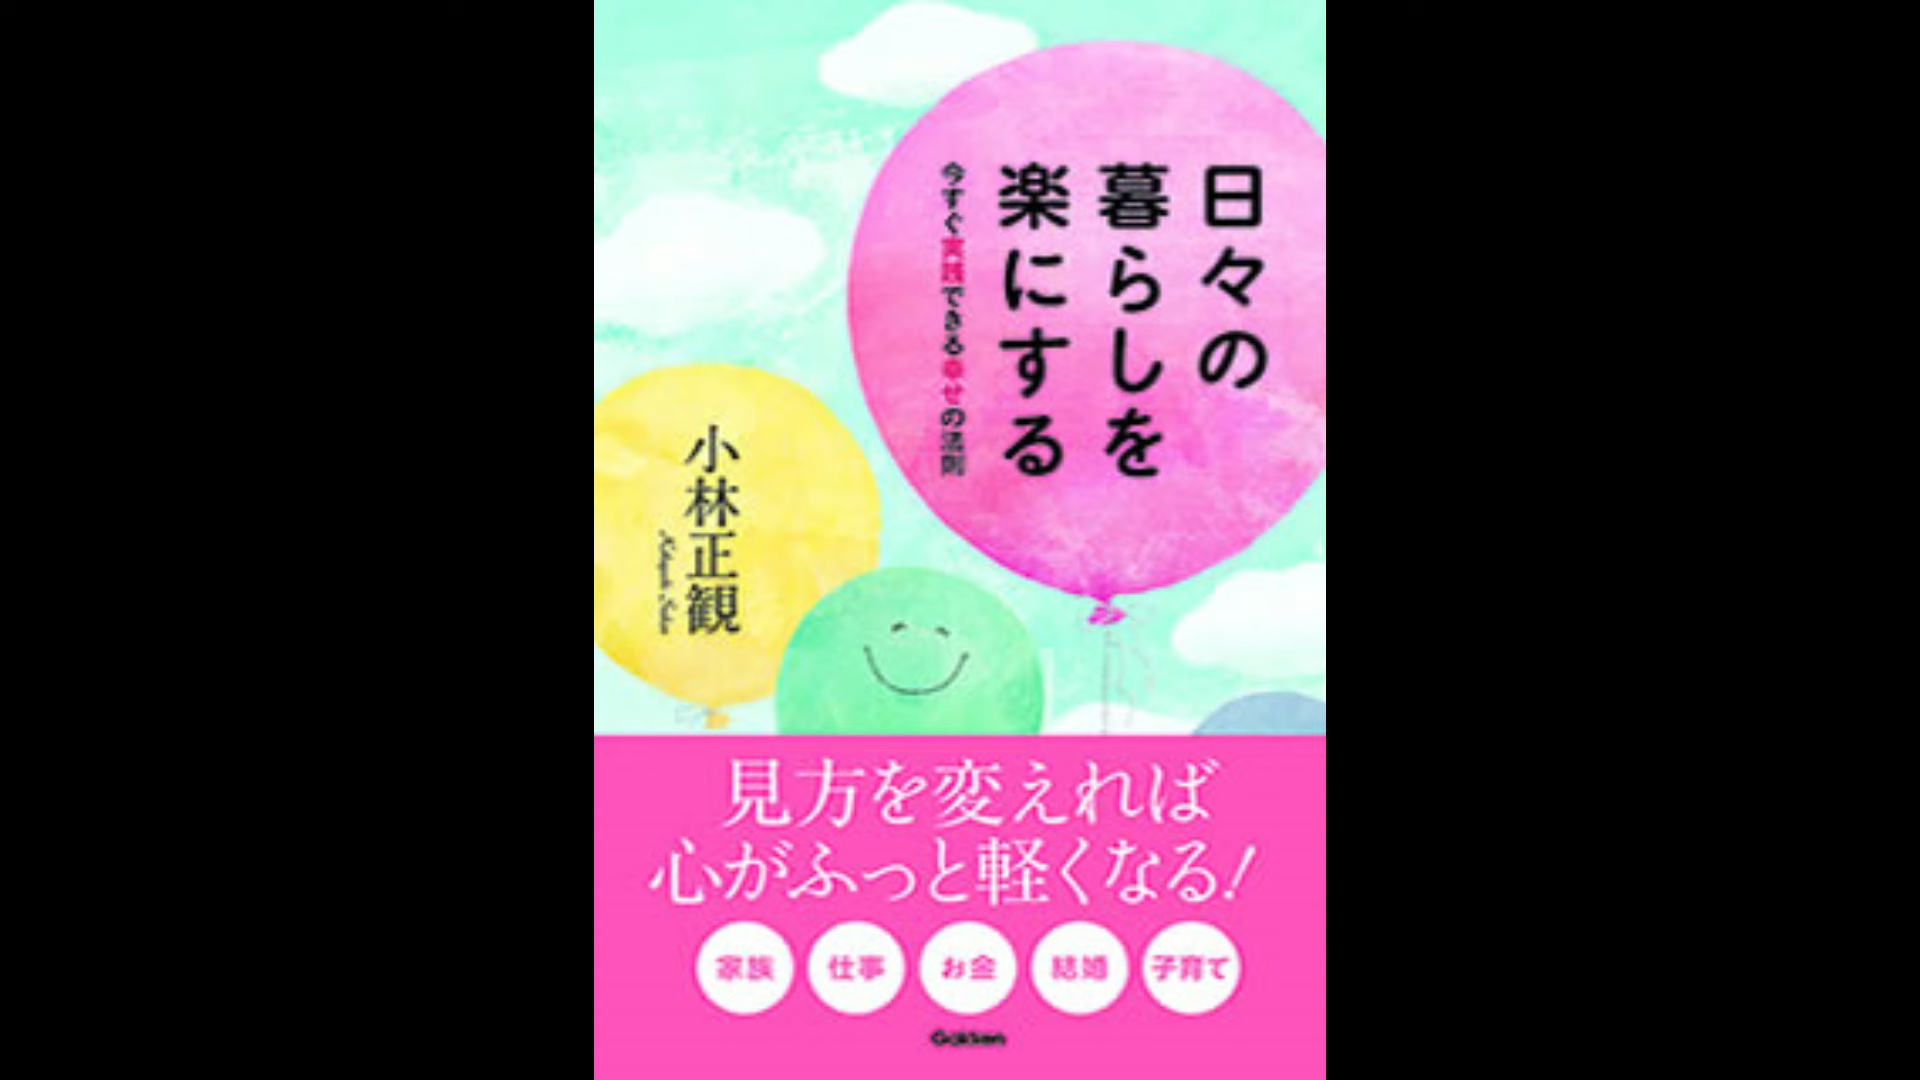 日々の
暮らしを
楽にする
今すぐ実践できる幸せの法則
小林正観
見方を変えれば
心がふっと軽くなる!
家族
仕事
お金
結婚
子育て
Gakken